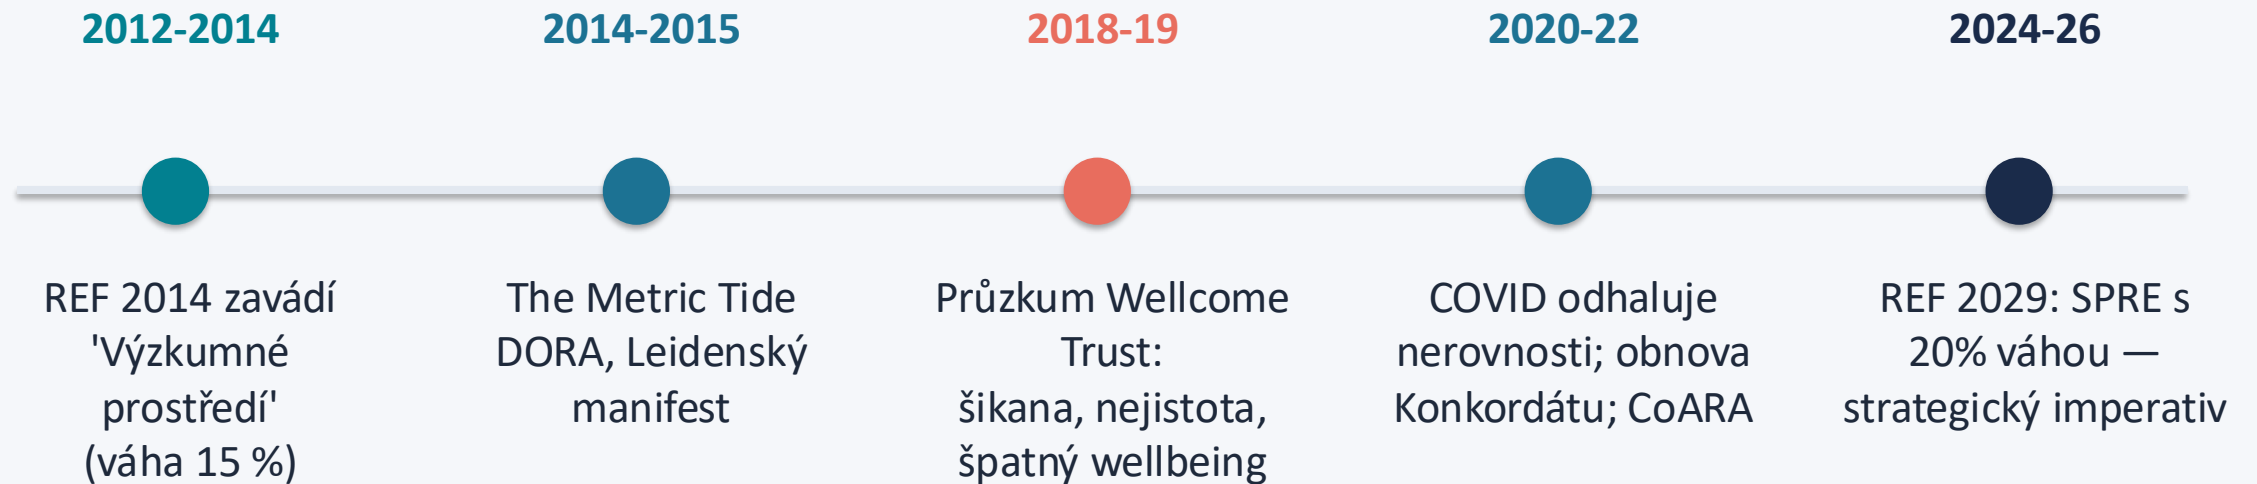 2012-2014
REF 2014 zavádí
'Výzkumné
prostředí'
(váha 15 %)
2014-2015
The Metric Tide
DORA, Leidenský
manifest
2018-19
Průzkum Wellcome
Trust:
šikana, nejistota,
špatný wellbeing
2020-22
COVID odhaluje
nerovnosti; obnova
Konkordátu; CoARA
2024-26
REF 2029: SPRE s
20% váhou —
strategický imperativ